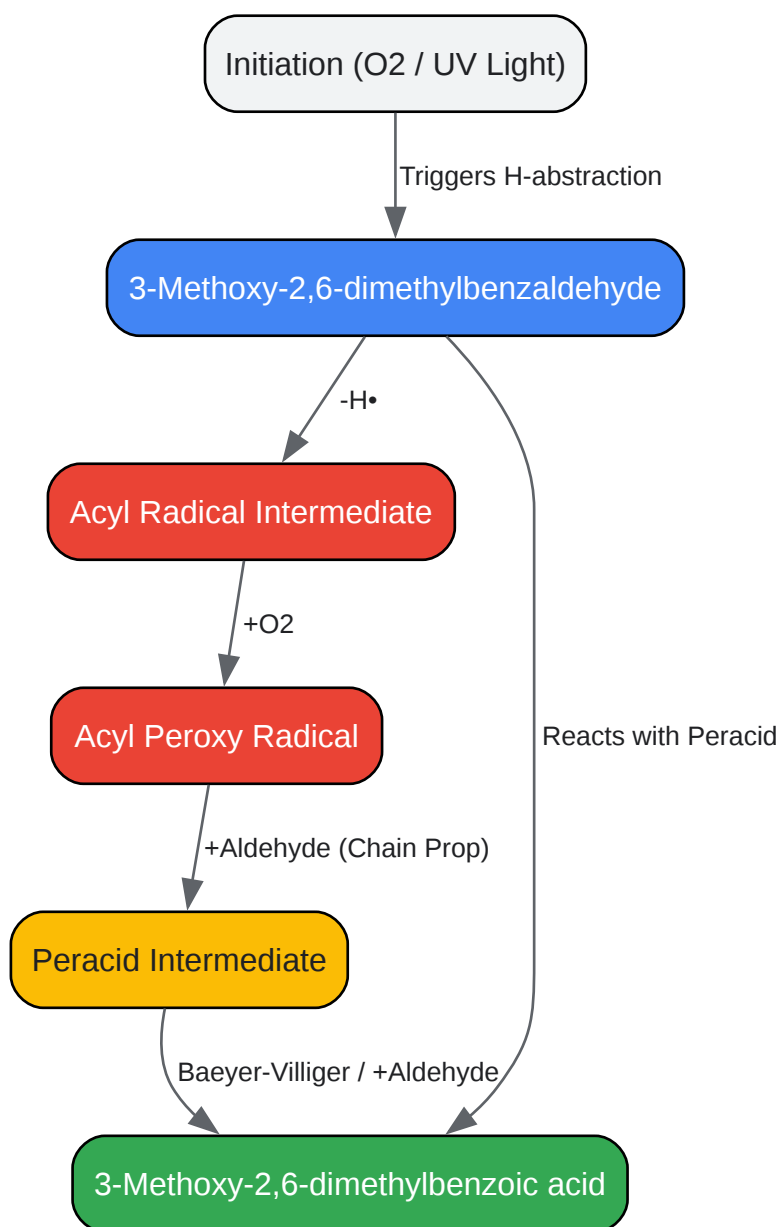 Initiation (O2 / UV Light)
Triggers H-abstraction
3-Methoxy-2,6-dimethylbenzaldehyde
-H•
Acyl Radical Intermediate
+O2
Acyl Peroxy Radical
Reacts with Peracid
+Aldehyde (Chain Prop)
Peracid Intermediate
Baeyer-Villiger / +Aldehyde
3-Methoxy-2,6-dimethylbenzoic acid